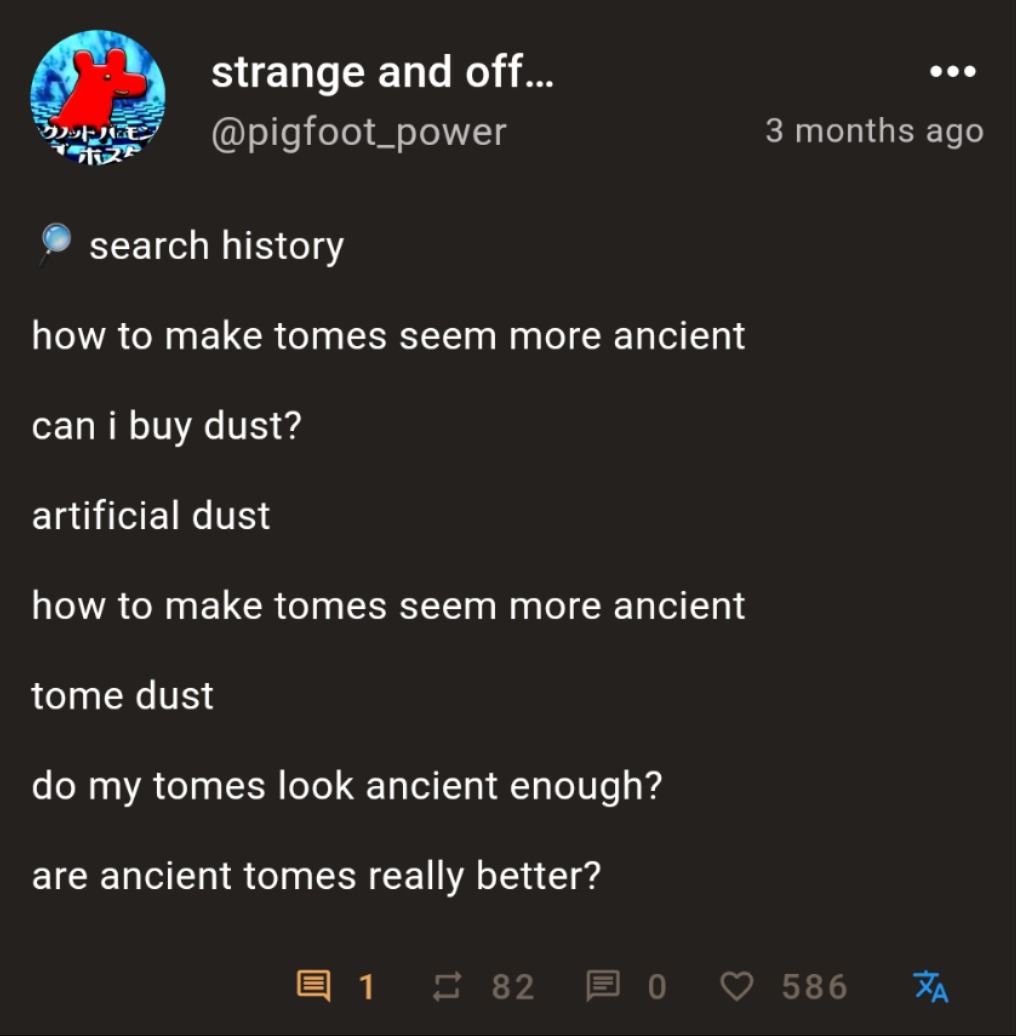 strange and off...
@pigfoot_power
3 months ago
🔎 search history
how to make tomes seem more ancient
can i buy dust?
artificial dust
how to make tomes seem more ancient
tome dust
do my tomes look ancient enough?
are ancient tomes really better?
1 82 0 586